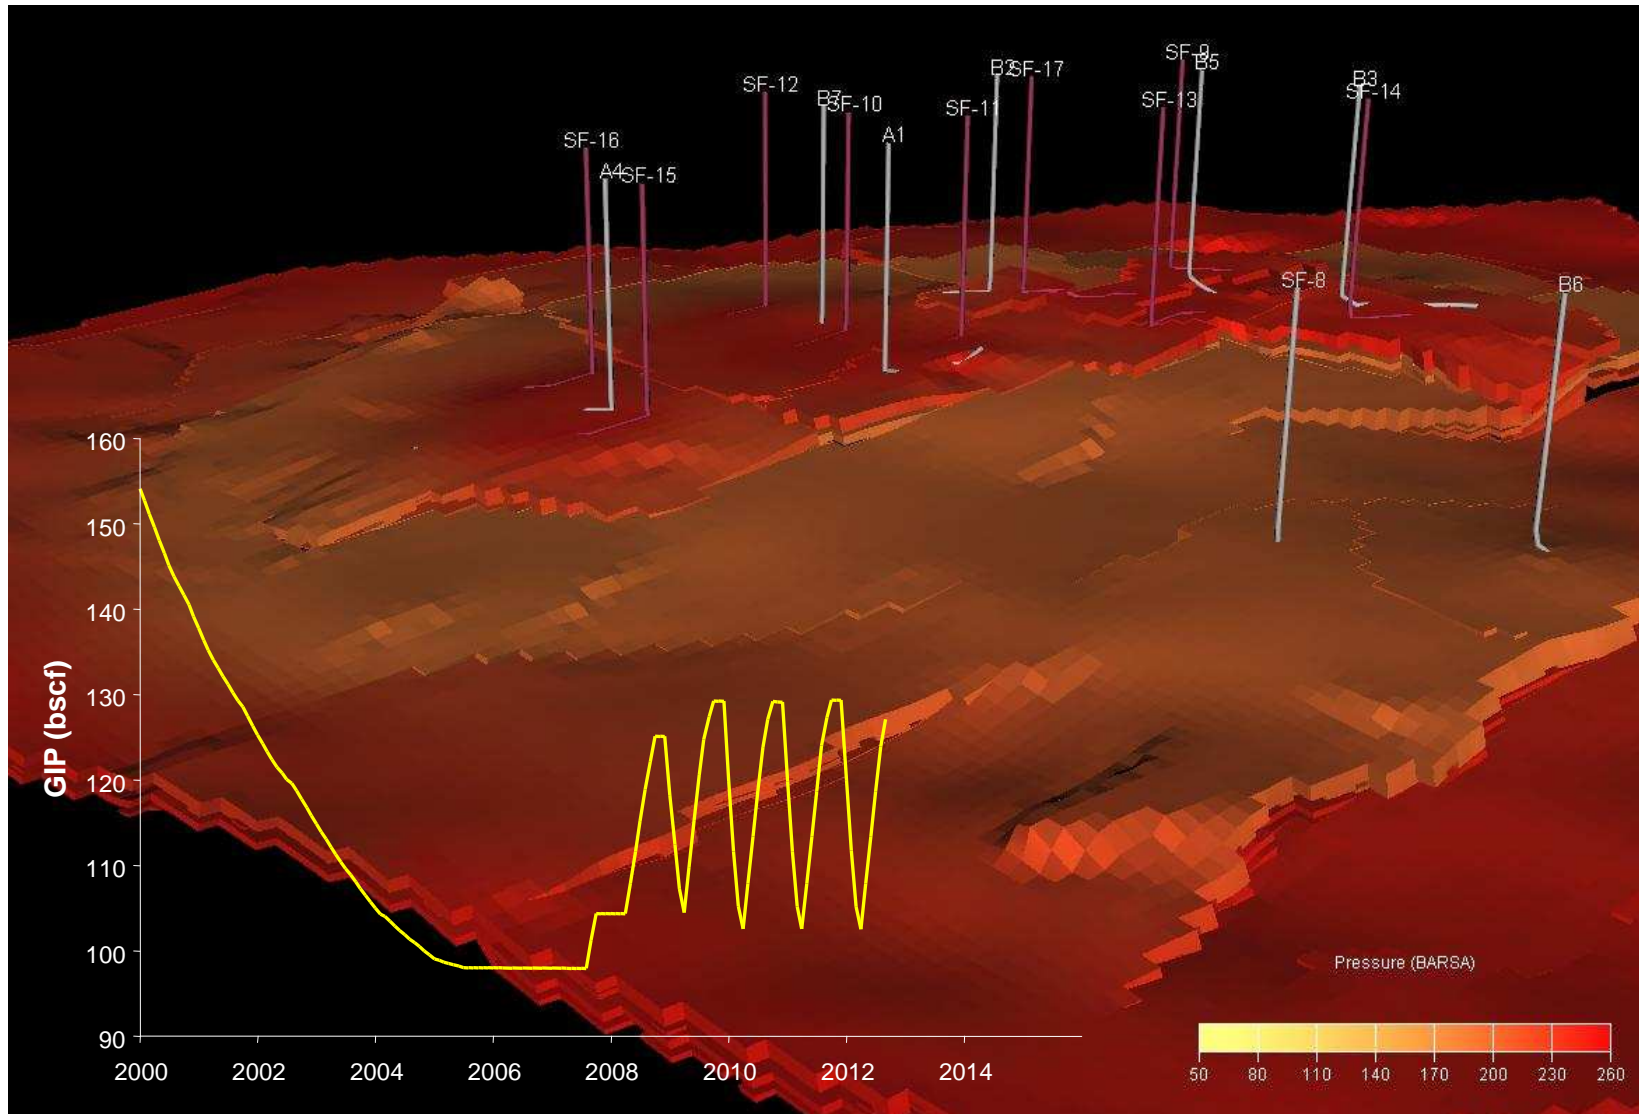 SF-9
B5
B2
SF-17
SF-12
B3
SF-14
B7
SF-10
SF-11
SF-13
A1
SF-16
A4
SF-15
SF-8
B6
160
150
140
130
120
110
100
90
GIP (bscf)
2000 2002 2004 2006 2008 2010 2012 2014
Pressure (BARSA)
50 80 110 140 170 200 230 260